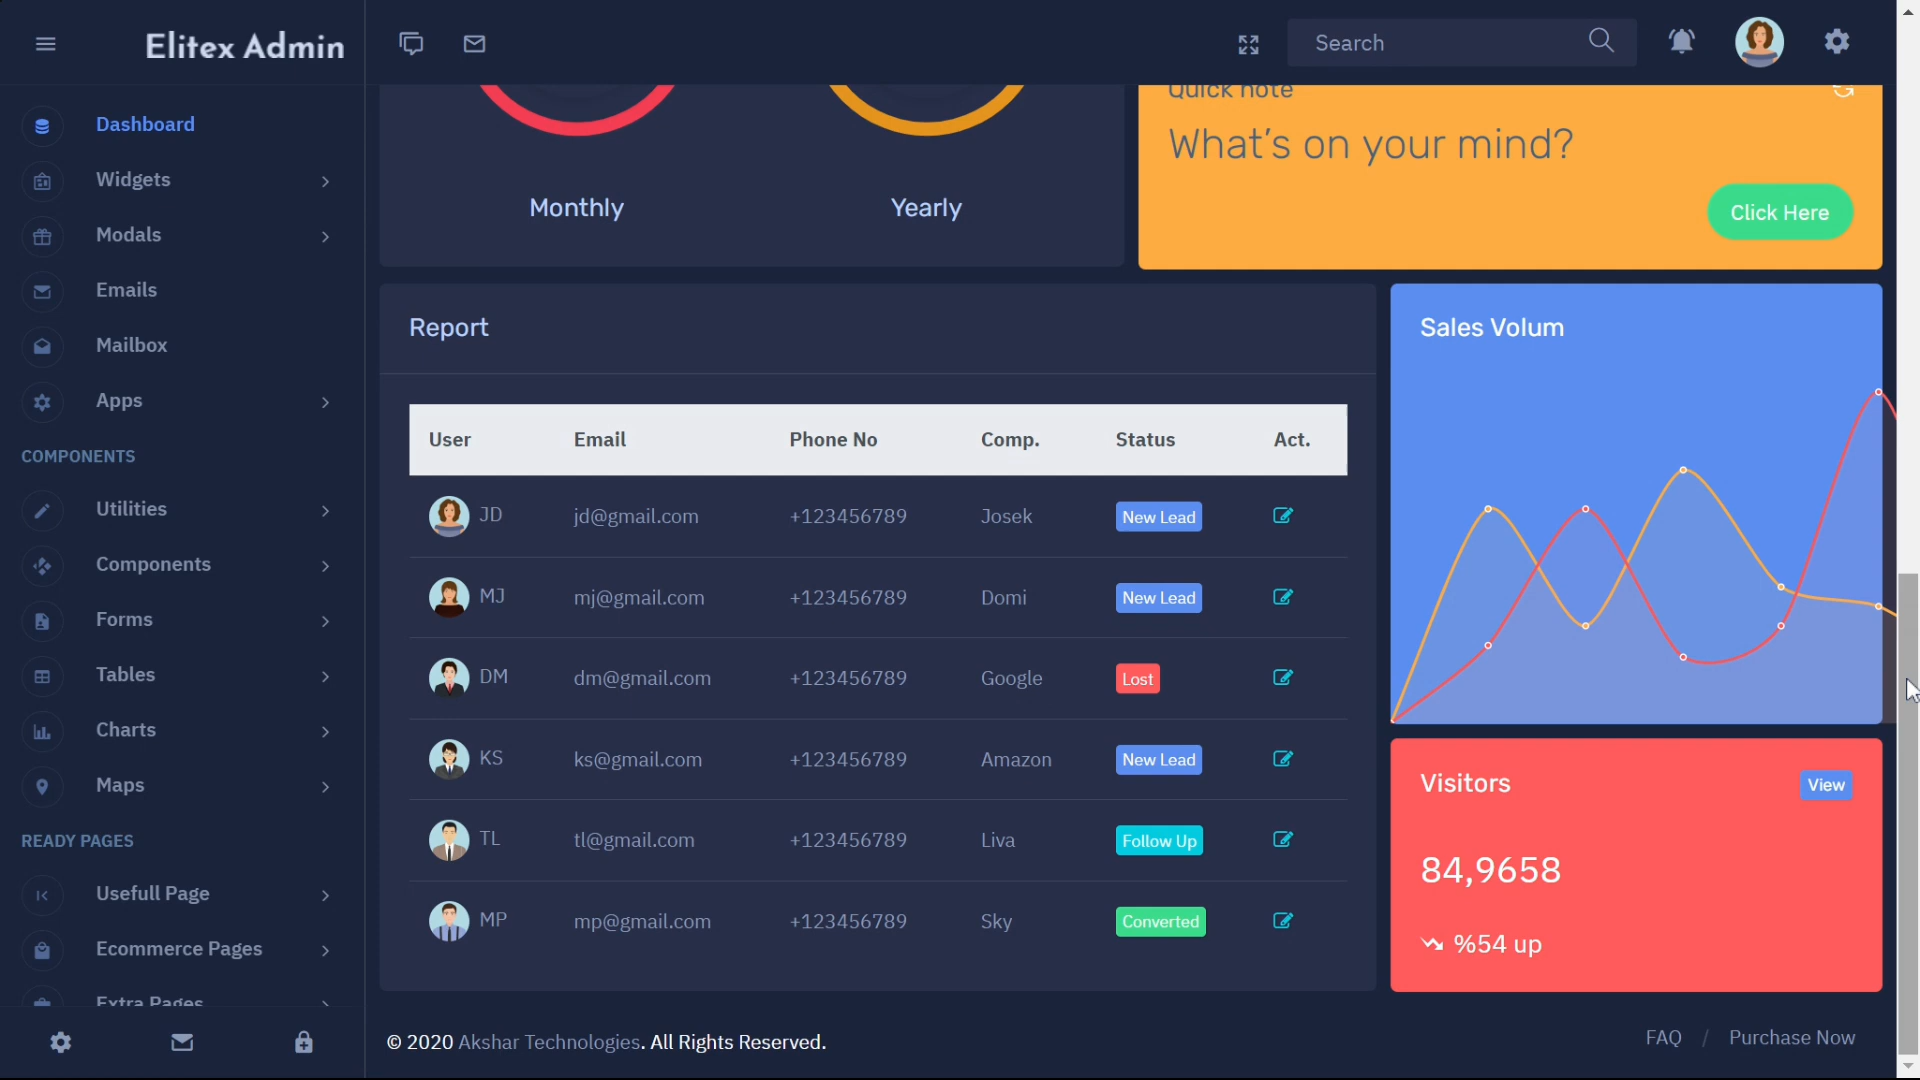 Elitex Admin
Search
Dashboard
Widgets
Modals
Emails
Mailbox
Apps
COMPONENTS
Utilities
Components
Forms
Tables
Charts
Maps
READY PAGES
Usefull Page
Ecommerce Pages
Extra Pages
Monthly
Yearly
Quick note
What's on your mind?
Click Here
Report
User Email Phone No Comp. Status Act.
JD jd@gmail.com +123456789 Josek New Lead
MJ mj@gmail.com +123456789 Domi New Lead
DM dm@gmail.com +123456789 Google Lost
KS ks@gmail.com +123456789 Amazon New Lead
TL tl@gmail.com +123456789 Liva Follow Up
MP mp@gmail.com +123456789 Sky Converted
Sales Volum
Visitors
View
84,9658
%54 up
© 2020 Akshar Technologies. All Rights Reserved.
FAQ / Purchase Now